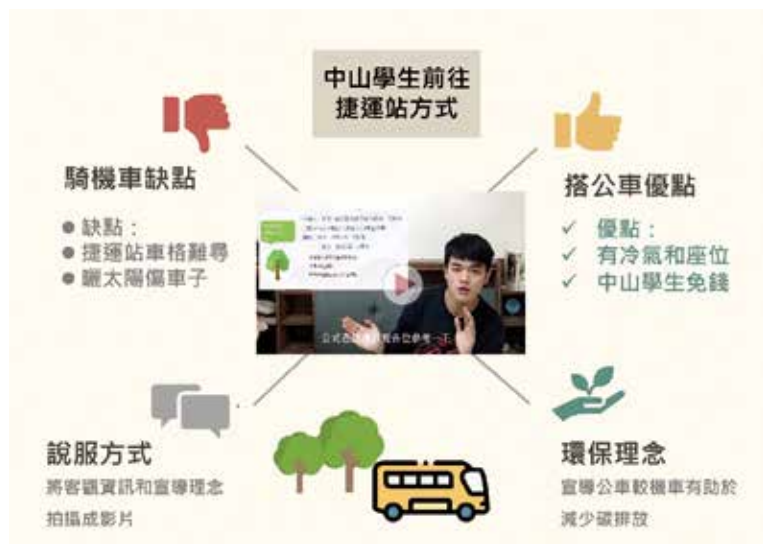 中山學生前往
捷運站方式
騎機車缺點
缺點：
捷運站車格難尋
曬太陽傷車子
搭公車優點
優點：
有冷氣和座位
中山學生免錢
說服方式
將客觀資訊和宣導理念
拍攝成影片
環保理念
宣導公車較機車有助於
減少碳排放